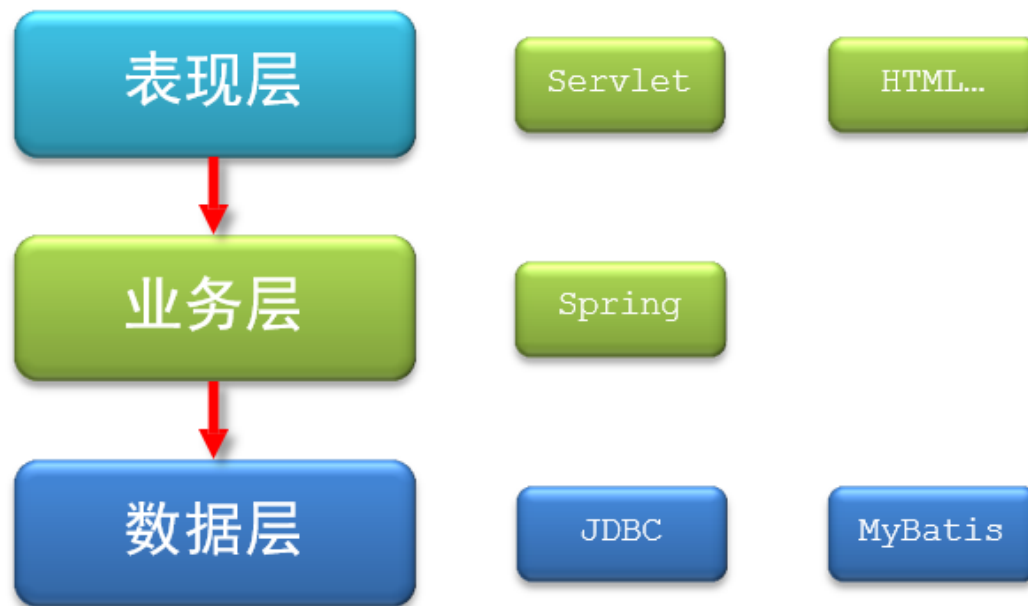 表现层
Servlet
HTML…
业务层
Spring
数据层
JDBC
MyBatis